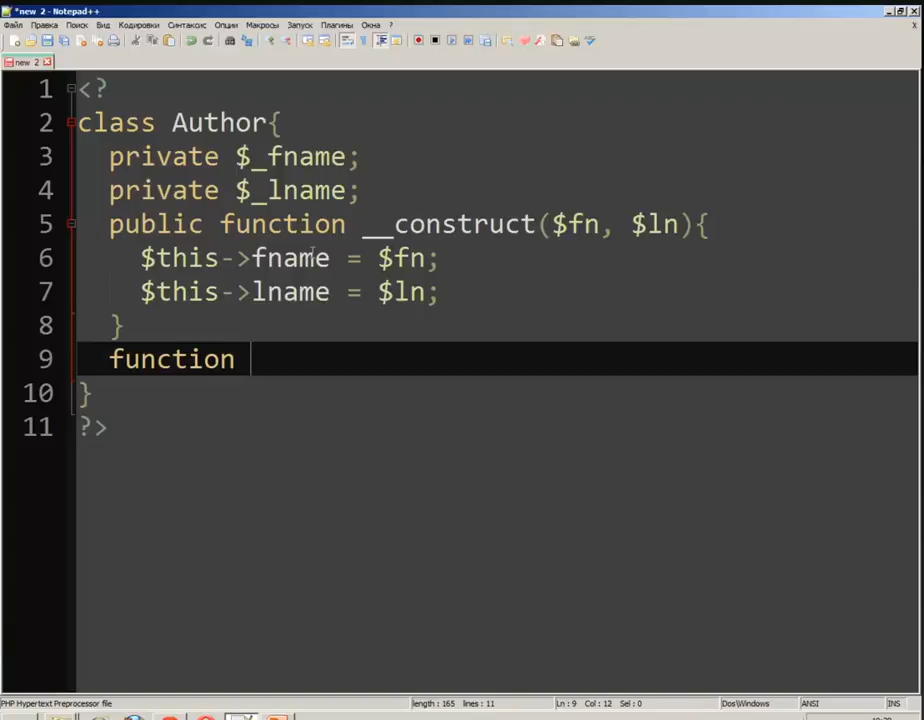 *new 2 - Notepad++
Файл Правка Поиск Вид Кодировки Синтаксис Опции Макросы Запуск Плагины Окна ?
new 2
1 <?
2 class Author{
3 private $_fname;
4 private $_lname;
5 public function __construct($fn, $ln){
6 $this->fname = $fn;
7 $this->lname = $ln;
8 }
9 function
10 }
11 ?>
PHP Hypertext Preprocessor file length : 165 lines : 11 Ln : 9 Col : 12 Sel : 0 Dos\Windows ANSI INS